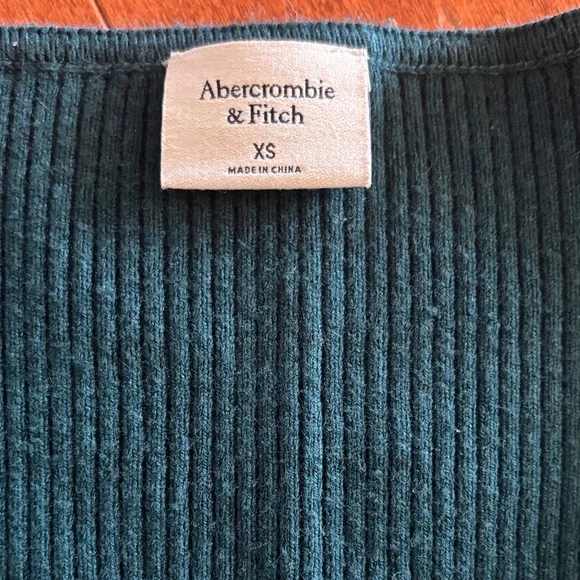 Abercrombie
& Fitch
XS
MADE IN CHINA